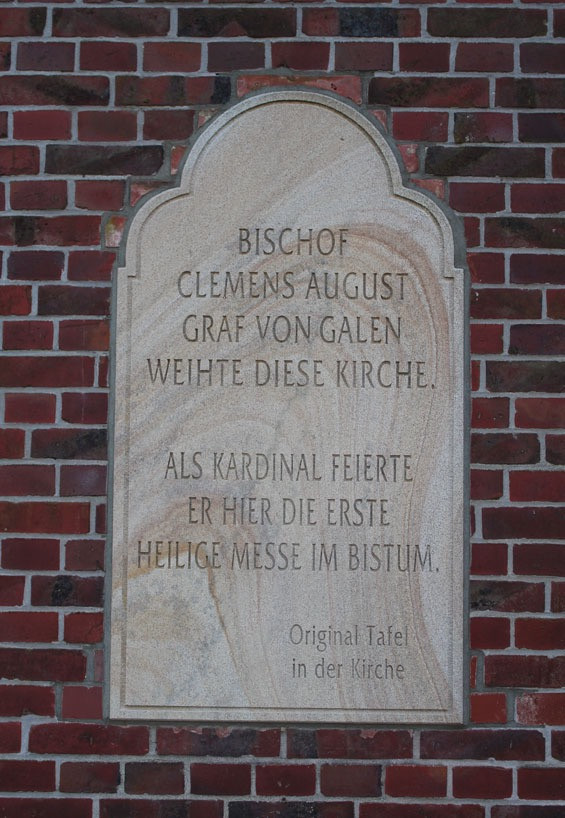 BISCHOF
CLEMENS AUGUST
GRAF VON GALEN
WEIHTE DIESE KIRCHE.
ALS KARDINAL FEIERTE
ER HIER DIE ERSTE
HEILIGE MESSE IM BISTUM.
Original Tafel
in der Kirche